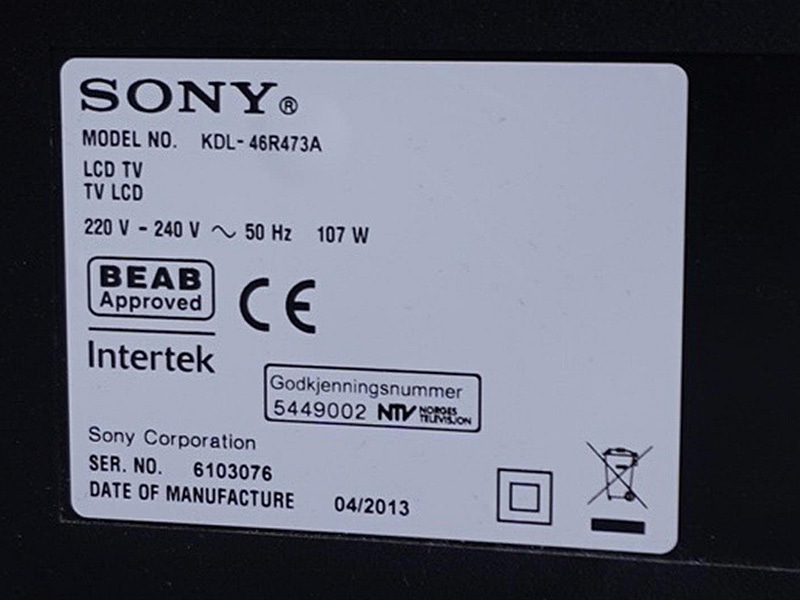 SONY®
MODEL NO. KDL-46R473A
LCD TV
TV LCD
220 V - 240 V ~ 50 Hz 107 W
BEAB
Approved
CE
Intertek
Godkjenningsnummer
5449002 NTV NORGES TELEVISJON
Sony Corporation
SER. NO. 6103076
DATE OF MANUFACTURE 04/2013